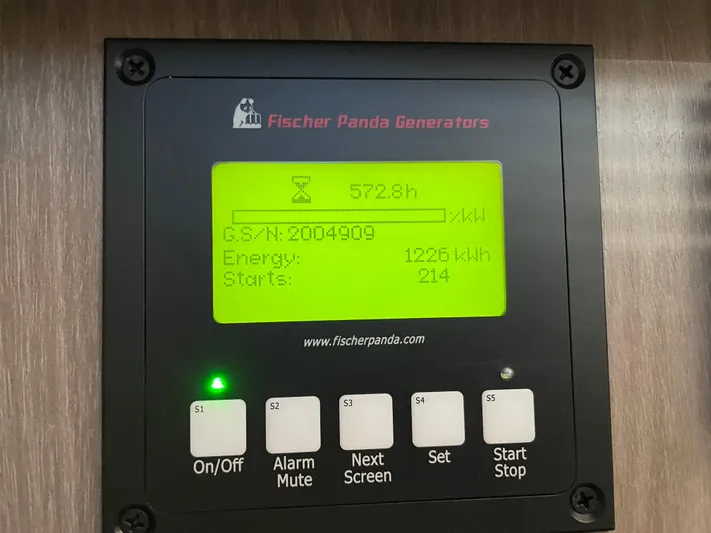 Fischer Panda Generators
572.8h
%kW
G.S/N: 2004909
Energy: 1226 kWh
Starts: 214
www.fischerpanda.com
S1 S2 S3 S4 S5
On/Off Alarm Mute Next Screen Set Start Stop